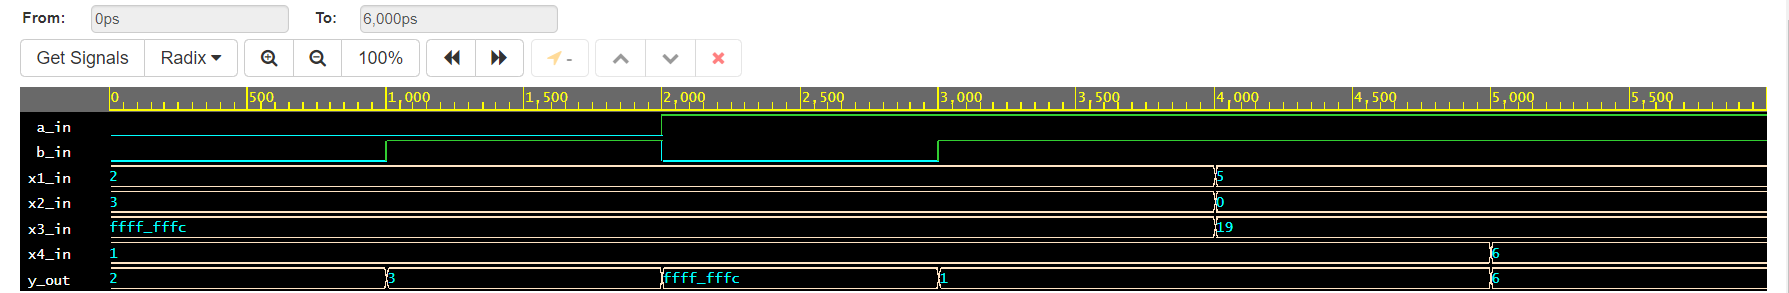 From: 0ps To: 6,000ps
Get Signals Radix 100% -
0 500 1,000 1,500 2,000 2,500 3,000 3,500 4,000 4,500 5,000 5,500
a_in
b_in
x1_in 2 5
x2_in 3 0
x3_in ffff_fffc 19
x4_in 1 6
y_out 2 3 ffff_fffc 1 6